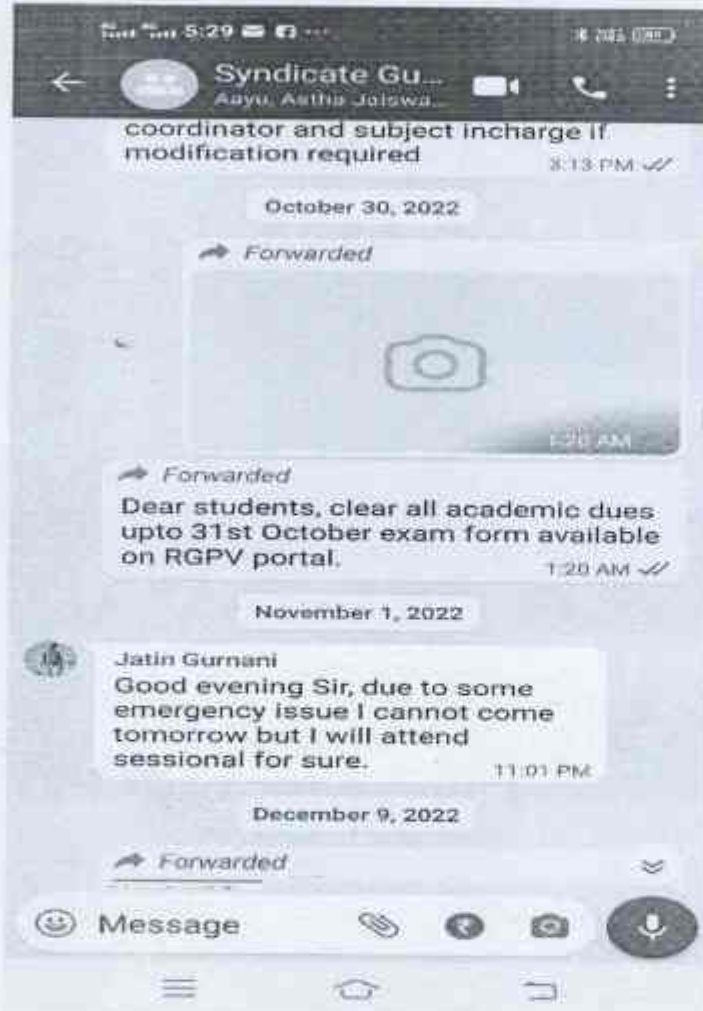 5:29
Syndicate Gu...
Aayu, Astha Jaiswa...
coordinator and subject incharge if
modification required
3:13 PM
October 30, 2022
Forwarded
1:20 AM
Forwarded
Dear students, clear all academic dues
upto 31st October exam form available
on RGPV portal.
1:20 AM
November 1, 2022
Jatin Gurnani
Good evening Sir, due to some
emergency issue I cannot come
tomorrow but I will attend
sessional for sure.
11:01 PM
December 9, 2022
Forwarded
Message